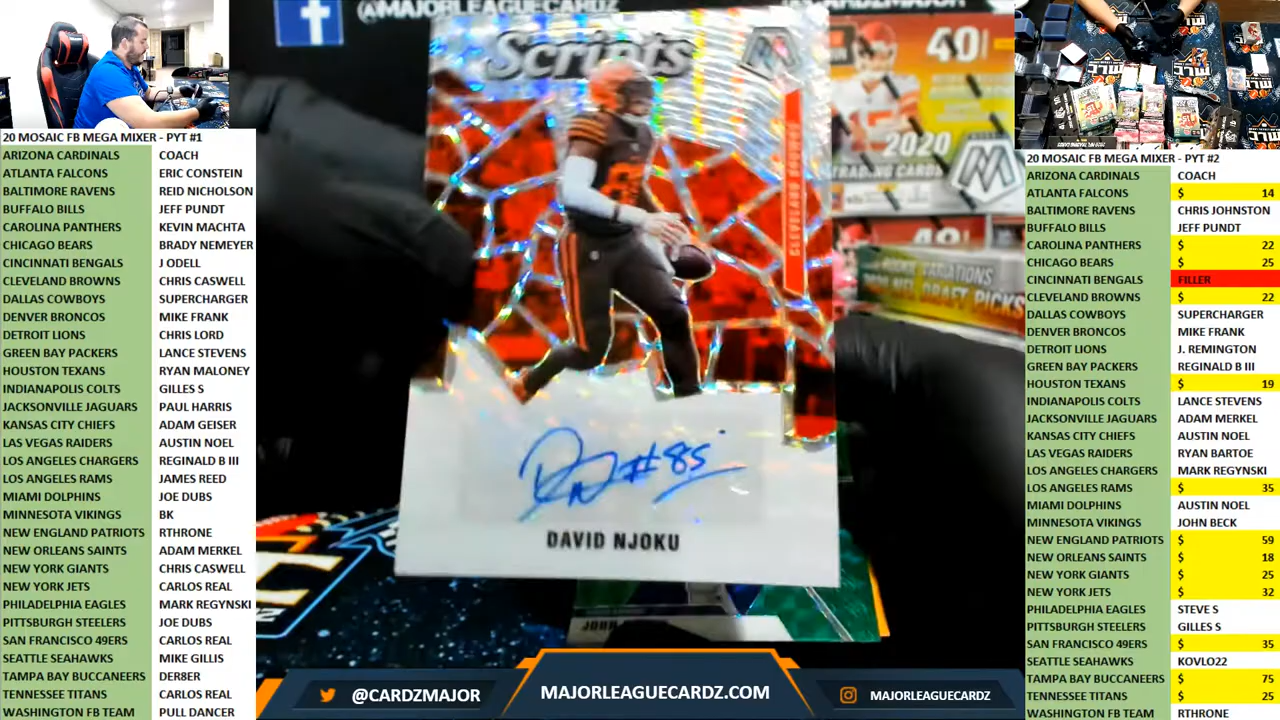 @MAJORLEAGUECARDZ
20 MOSAIC FB MEGA MIXER - PYT #1
ARIZONA CARDINALS COACH
ATLANTA FALCONS ERIC CONSTEIN
BALTIMORE RAVENS REID NICHOLSON
BUFFALO BILLS JEFF PUNDT
CAROLINA PANTHERS KEVIN MACHTA
CHICAGO BEARS BRADY NEMEYER
CINCINNATI BENGALS J ODELL
CLEVELAND BROWNS CHRIS CASWELL
DALLAS COWBOYS SUPERCHARGER
DENVER BRONCOS MIKE FRANK
DETROIT LIONS CHRIS LORD
GREEN BAY PACKERS LANCE STEVENS
HOUSTON TEXANS RYAN MALONEY
INDIANAPOLIS COLTS GILLES S
JACKSONVILLE JAGUARS PAUL HARRIS
KANSAS CITY CHIEFS ADAM GEISER
LAS VEGAS RAIDERS AUSTIN NOEL
LOS ANGELES CHARGERS REGINALD B III
LOS ANGELES RAMS JAMES REED
MIAMI DOLPHINS JOE DUBS
MINNESOTA VIKINGS BK
NEW ENGLAND PATRIOTS RTHRONE
NEW ORLEANS SAINTS ADAM MERKEL
NEW YORK GIANTS CHRIS CASWELL
NEW YORK JETS CARLOS REAL
PHILADELPHIA EAGLES MARK REGYNSKI
PITTSBURGH STEELERS JOE DUBS
SAN FRANCISCO 49ERS CARLOS REAL
SEATTLE SEAHAWKS MIKE GILLIS
TAMPA BAY BUCCANEERS DER8ER
TENNESSEE TITANS CARLOS REAL
WASHINGTON FB TEAM PULL DANCER
Scripts
CLEVELAND BROWNS
#85
DAVID NJOKU
JOHN
40
2020
TRADING CARDS
VARIATIONS
2020 NFL DRAFT PICKS
@CARDZMAJOR
MAJORLEAGUECARDZ.COM
MAJORLEAGUECARDZ
20 MOSAIC FB MEGA MIXER - PYT #2
ARIZONA CARDINALS COACH
ATLANTA FALCONS $ 14
BALTIMORE RAVENS CHRIS JOHNSTON
BUFFALO BILLS JEFF PUNDT
CAROLINA PANTHERS $ 22
CHICAGO BEARS $ 25
CINCINNATI BENGALS FILLER
CLEVELAND BROWNS $ 22
DALLAS COWBOYS SUPERCHARGER
DENVER BRONCOS MIKE FRANK
DETROIT LIONS J. REMINGTON
GREEN BAY PACKERS REGINALD B III
HOUSTON TEXANS $ 19
INDIANAPOLIS COLTS LANCE STEVENS
JACKSONVILLE JAGUARS ADAM MERKEL
KANSAS CITY CHIEFS AUSTIN NOEL
LAS VEGAS RAIDERS RYAN BARTOE
LOS ANGELES CHARGERS MARK REGYNSKI
LOS ANGELES RAMS $ 35
MIAMI DOLPHINS AUSTIN NOEL
MINNESOTA VIKINGS JOHN BECK
NEW ENGLAND PATRIOTS $ 59
NEW ORLEANS SAINTS $ 18
NEW YORK GIANTS $ 25
NEW YORK JETS $ 32
PHILADELPHIA EAGLES STEVE S
PITTSBURGH STEELERS GILLES S
SAN FRANCISCO 49ERS $ 35
SEATTLE SEAHAWKS KOVLO22
TAMPA BAY BUCCANEERS $ 75
TENNESSEE TITANS $ 25
WASHINGTON FB TEAM RTHRONE